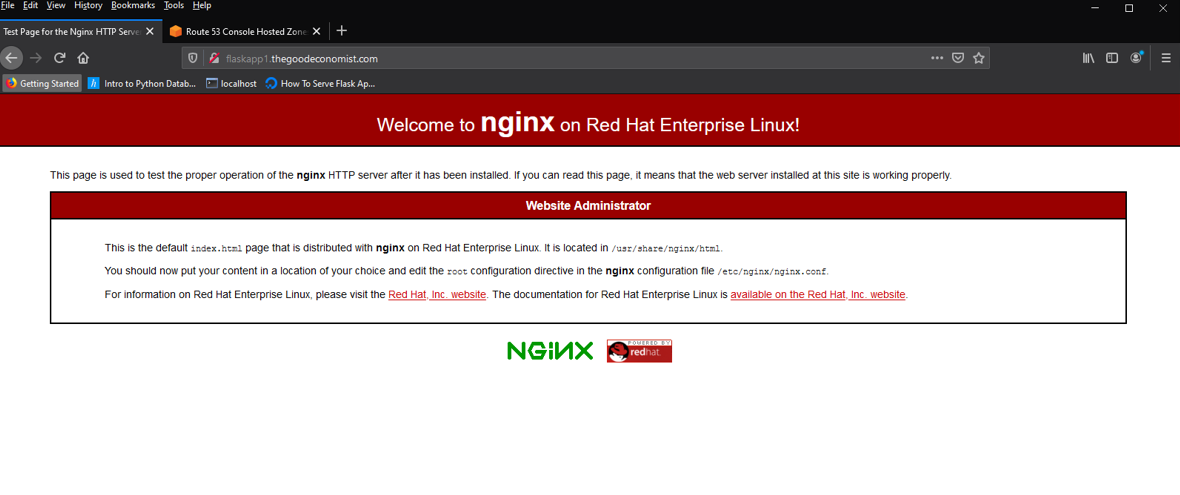 File Edit View History Bookmarks Tools Help
Test Page for the Nginx HTTP Serve
Route 53 Console Hosted Zone
flaskapp1.thegoodeconomist.com
Getting Started
Intro to Python Datab...
localhost
How To Serve Flask Ap...
Welcome to nginx on Red Hat Enterprise Linux!
This page is used to test the proper operation of the nginx HTTP server after it has been installed. If you can read this page, it means that the web server installed at this site is working properly.
Website Administrator
This is the default index.html page that is distributed with nginx on Red Hat Enterprise Linux. It is located in /usr/share/nginx/html.
You should now put your content in a location of your choice and edit the root configuration directive in the nginx configuration file /etc/nginx/nginx.conf.
For information on Red Hat Enterprise Linux, please visit the Red Hat, Inc. website. The documentation for Red Hat Enterprise Linux is available on the Red Hat, Inc. website.
NGINX
POWERED BY
redhat.